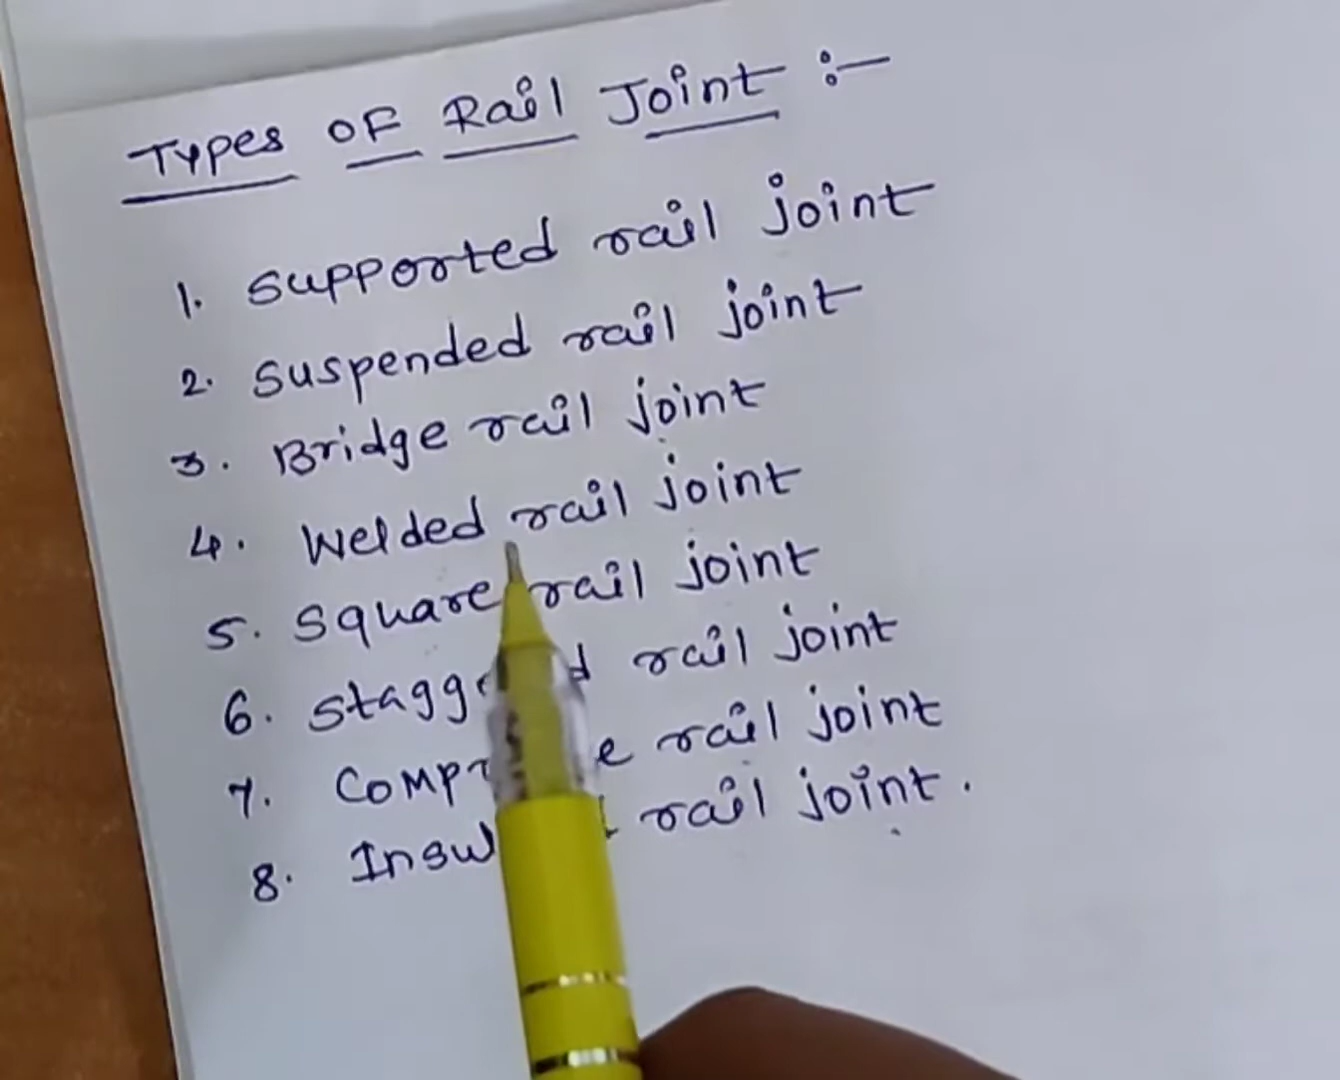 Types OF Rail Joint :-
1. Supported rail joint
2. Suspended rail joint
3. Bridge rail joint
4. Welded rail joint
5. Square rail joint
6. rail joint
7. rail joint
8. rail joint.